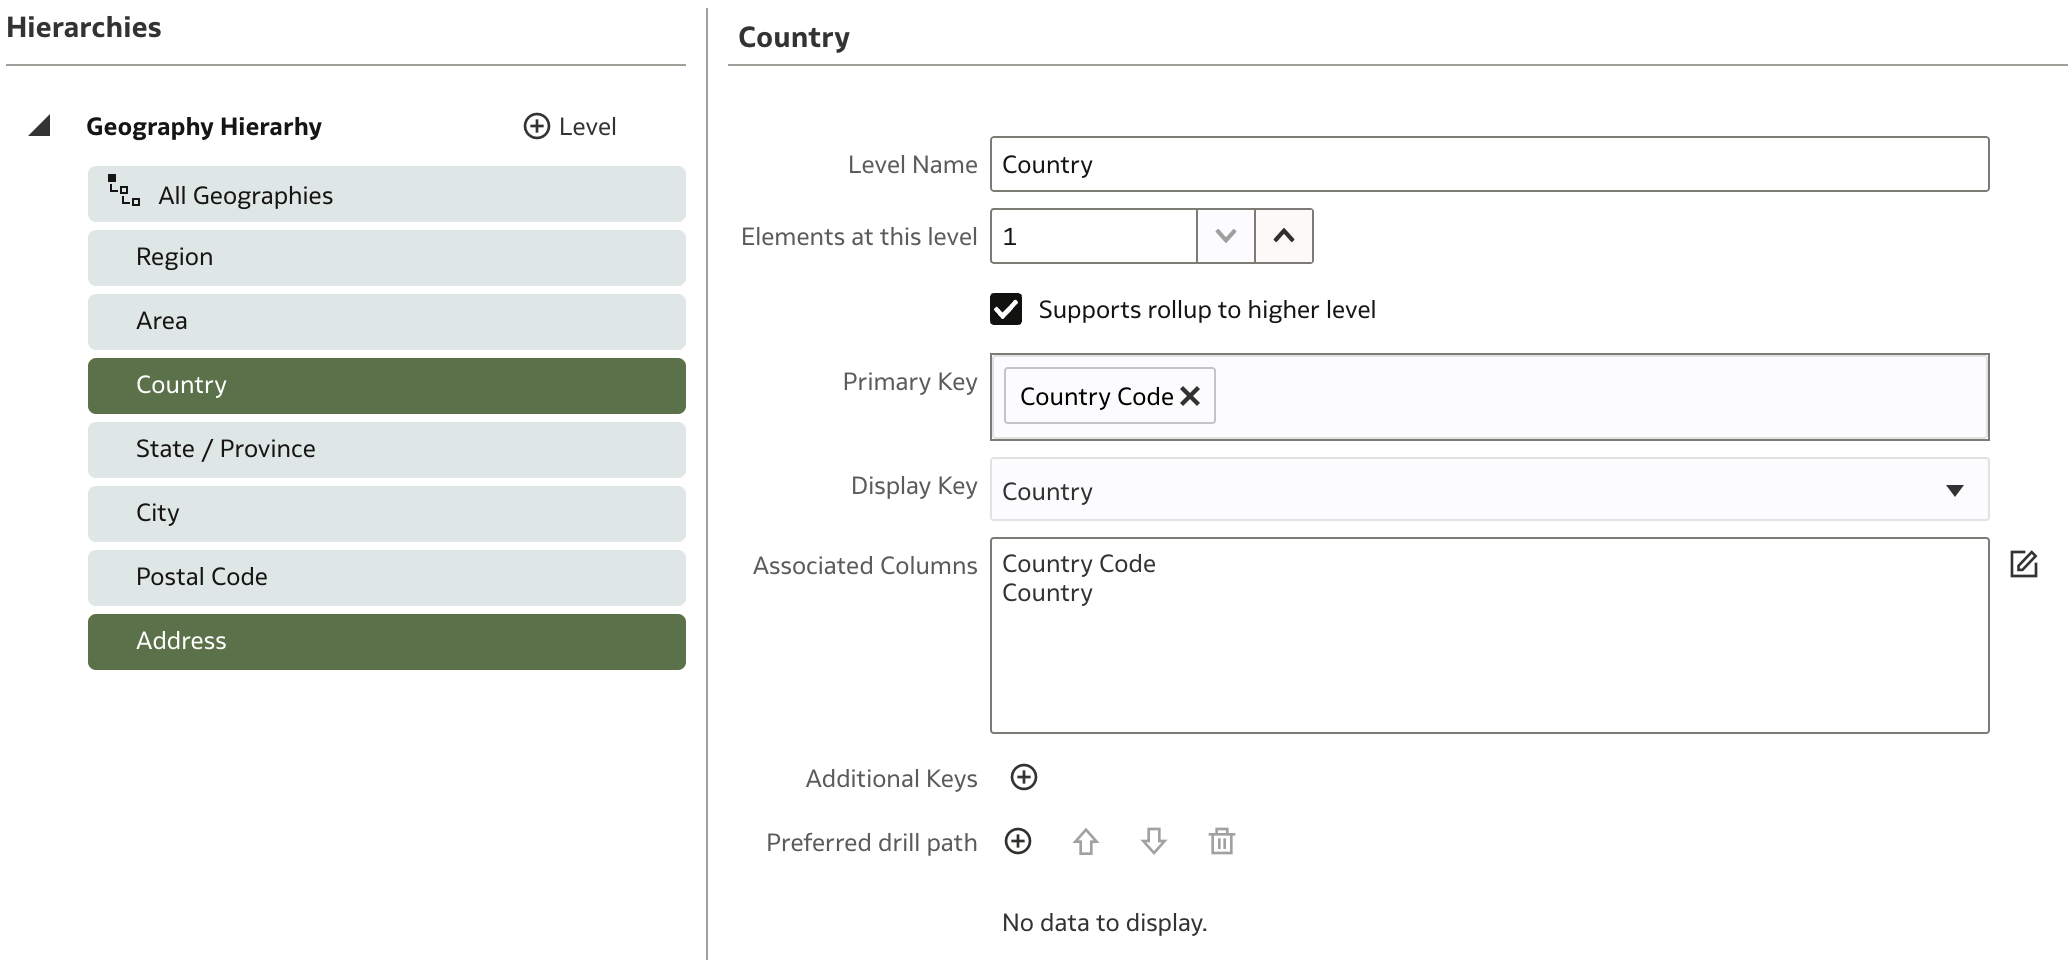 Hierarchies
Geography Hierarhy
Level
All Geographies
Region
Area
Country
State / Province
City
Postal Code
Address
Country
Level Name
Country
Elements at this level
1
Supports rollup to higher level
Primary Key
Country Code
Display Key
Country
Associated Columns
Country Code
Country
Additional Keys
Preferred drill path
No data to display.